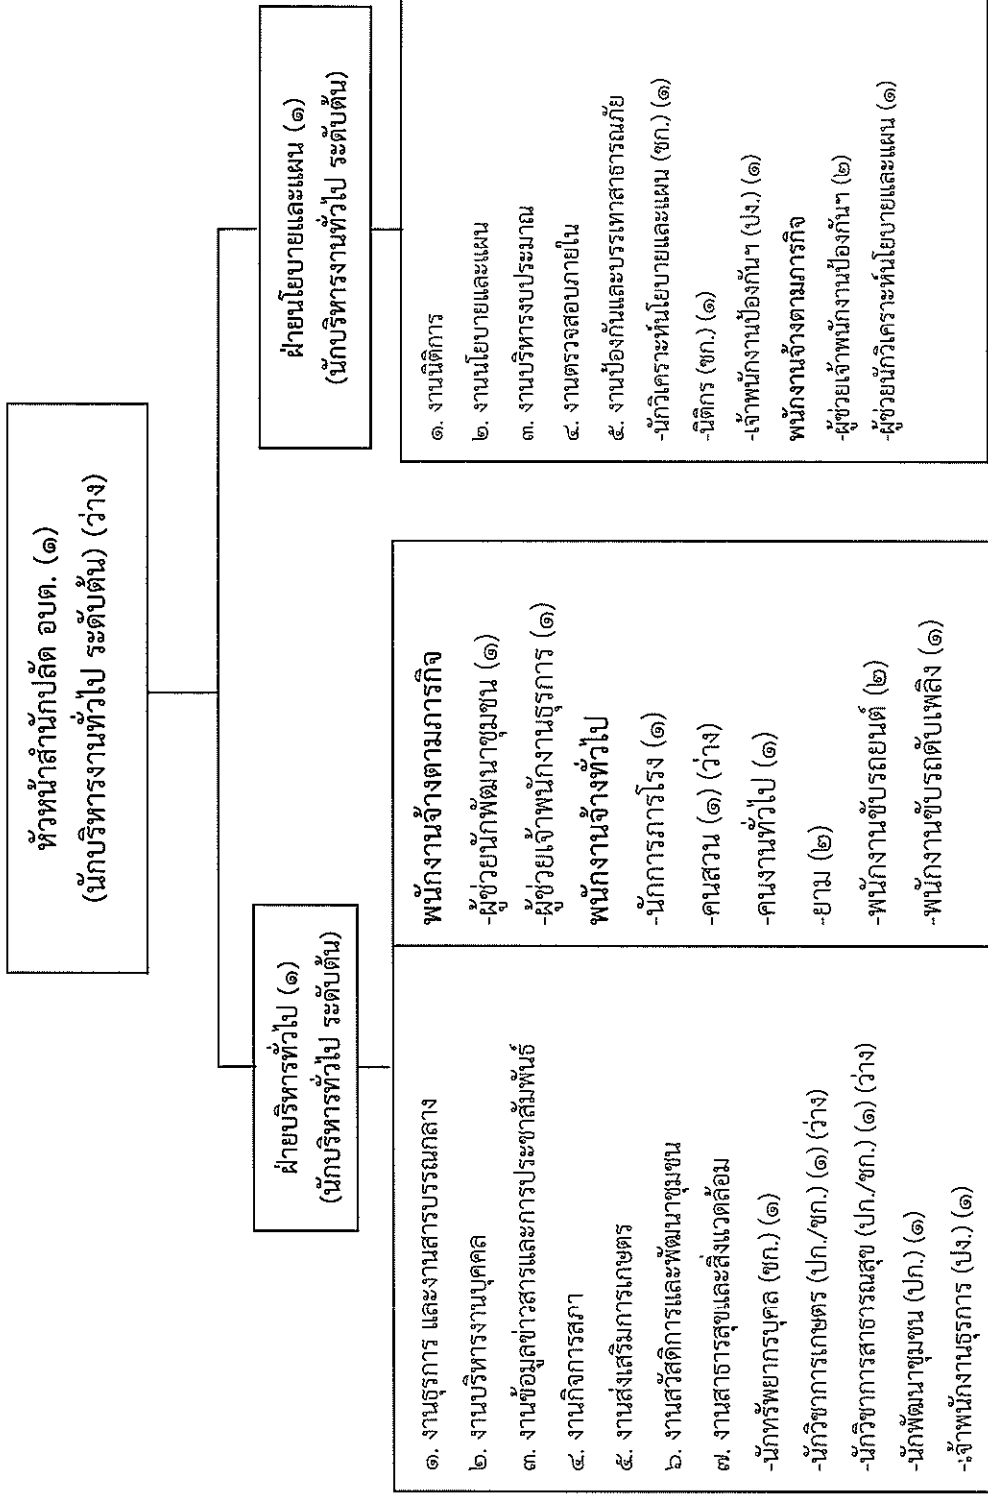 หัวหน้าสำนักปลัด อบต. (๑)
(นักบริหารงานทั่วไป ระดับต้น) (ว่าง)
ฝ่ายบริหารทั่วไป (๑)
(นักบริหารทั่วไป ระดับต้น)
๑. งานธุรการ และงานสารบรรณกลาง
๒. งานบริหารงานบุคคล
๓. งานข้อมูลข่าวสารและการประชาสัมพันธ์
๔. งานกิจการสภา
๕. งานส่งเสริมการเกษตร
๖. งานสวัสดิการและพัฒนาชุมชน
๗. งานสาธารสุขและสิ่งแวดล้อม
-นักทรัพยากรบุคล (ชก.) (๑)
-นักวิชาการเกษตร (ปก./ชก.) (๑) (ว่าง)
-นักวิชาการสาธารณสุข (ปก./ชก.) (๑) (ว่าง)
-นักพัฒนาชุมชน (ปก.) (๑)
-เจ้าพนักงานธุรการ (ปง.) (๑)
พนักงานจ้างตามภารกิจ
-ผู้ช่วยนักพัฒนาชุมชน (๑)
-ผู้ช่วยเจ้าพนักงานธุรการ (๑)
พนักงานจ้างทั่วไป
-นักการภารโรง (๑)
-คนสวน (๑) (ว่าง)
-คนงานทั่วไป (๑)
-ยาม (๒)
-พนักงานขับรถยนต์ (๒)
-พนักงานขับรถดับเพลิง (๑)
ฝ่ายนโยบายและแผน (๑)
(นักบริหารงานทั่วไป ระดับต้น)
๑. งานนิติการ
๒. งานนโยบายและแผน
๓. งานบริหารงบประมาณ
๔. งานตรวจสอบภายใน
๕. งานป้องกันและบรรเทาสาธารณภัย
-นักวิเคราะห์นโยบายและแผน (ชก.) (๑)
-นิติกร (ชก.) (๑)
-เจ้าพนักงานป้องกันฯ (ปง.) (๑)
พนักงานจ้างตามภารกิจ
-ผู้ช่วยเจ้าพนักงานป้องกันฯ (๒)
-ผู้ช่วยนักวิเคราะห์นโยบายและแผน (๑)